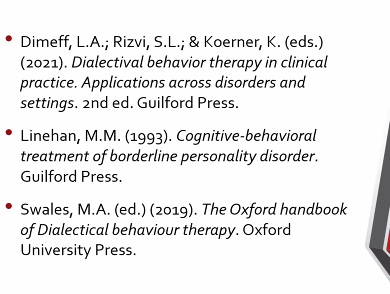 • Dimeff, L.A.; Rizvi, S.L.; & Koerner, K. (eds.)
(2021). Dialectival behavior therapy in clinical
practice. Applications across disorders and
settings. 2nd ed. Guilford Press.
• Linehan, M.M. (1993). Cognitive-behavioral
treatment of borderline personality disorder.
Guilford Press.
• Swales, M.A. (ed.) (2019). The Oxford handbook
of Dialectical behaviour therapy. Oxford
University Press.